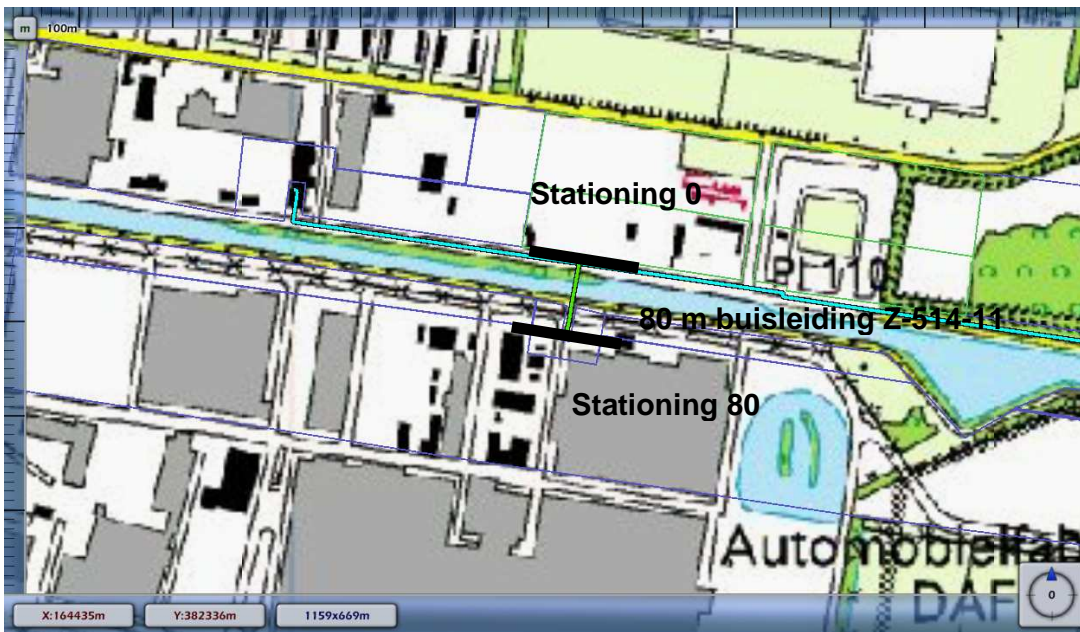 m 100m
Stationing 0
PI 110
80 m buisleiding Z-514-11
Stationing 80
Automobielfab
DAF
X:164435m Y:382336m 1159x669m 0